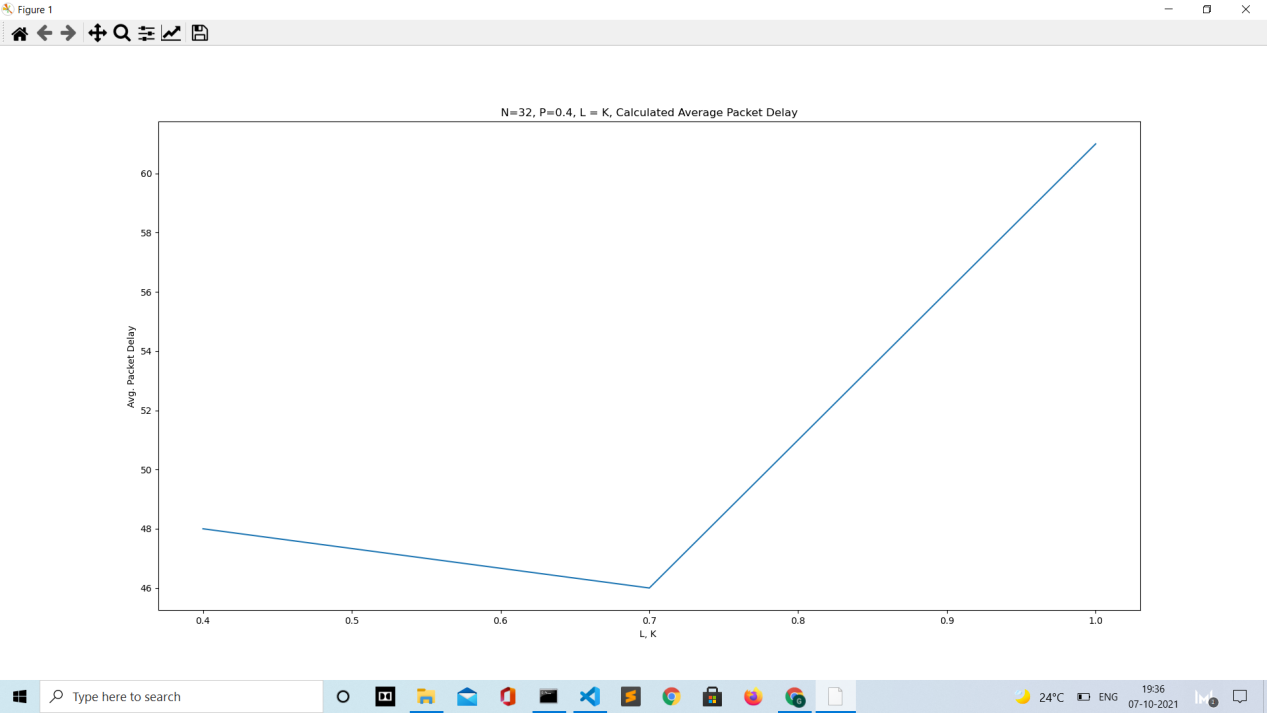 Figure 1
N=32, P=0.4, L = K, Calculated Average Packet Delay
60
58
56
54
52
50
48
46
Avg. Packet Delay
0.4 0.5 0.6 0.7 0.8 0.9 1.0
L, K
Type here to search
24°C
ENG
19:36
07-10-2021
1